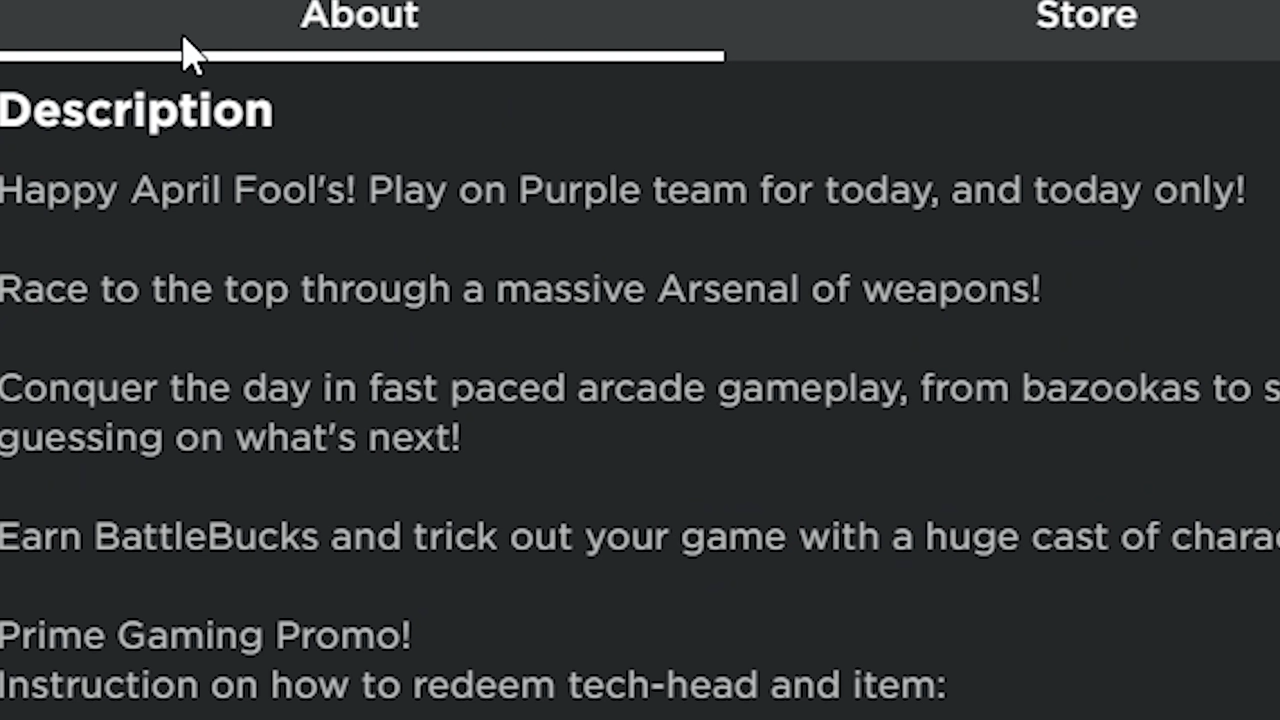 About
Store
Description
Happy April Fool's! Play on Purple team for today, and today only!
Race to the top through a massive Arsenal of weapons!
Conquer the day in fast paced arcade gameplay, from bazookas to
guessing on what's next!
Earn BattleBucks and trick out your game with a huge cast of
Prime Gaming Promo!
Instruction on how to redeem tech-head and item: